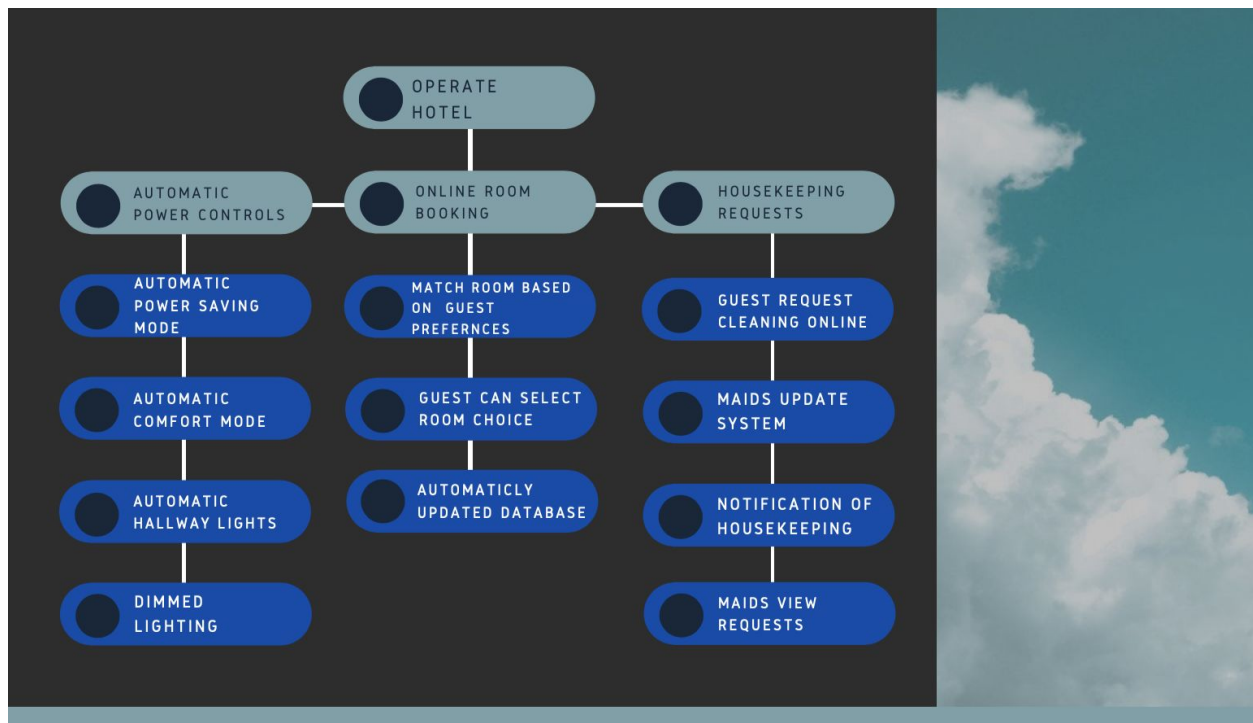 OPERATE
HOTEL
AUTOMATIC
POWER CONTROLS
ONLINE ROOM
BOOKING
HOUSEKEEPING
REQUESTS
AUTOMATIC
POWER SAVING
MODE
AUTOMATIC
COMFORT MODE
AUTOMATIC
HALLWAY LIGHTS
DIMMED
LIGHTING
MATCH ROOM BASED
ON GUEST
PREFERNCES
GUEST CAN SELECT
ROOM CHOICE
AUTOMATICLY
UPDATED DATABASE
GUEST REQUEST
CLEANING ONLINE
MAIDS UPDATE
SYSTEM
NOTIFICATION OF
HOUSEKEEPING
MAIDS VIEW
REQUESTS